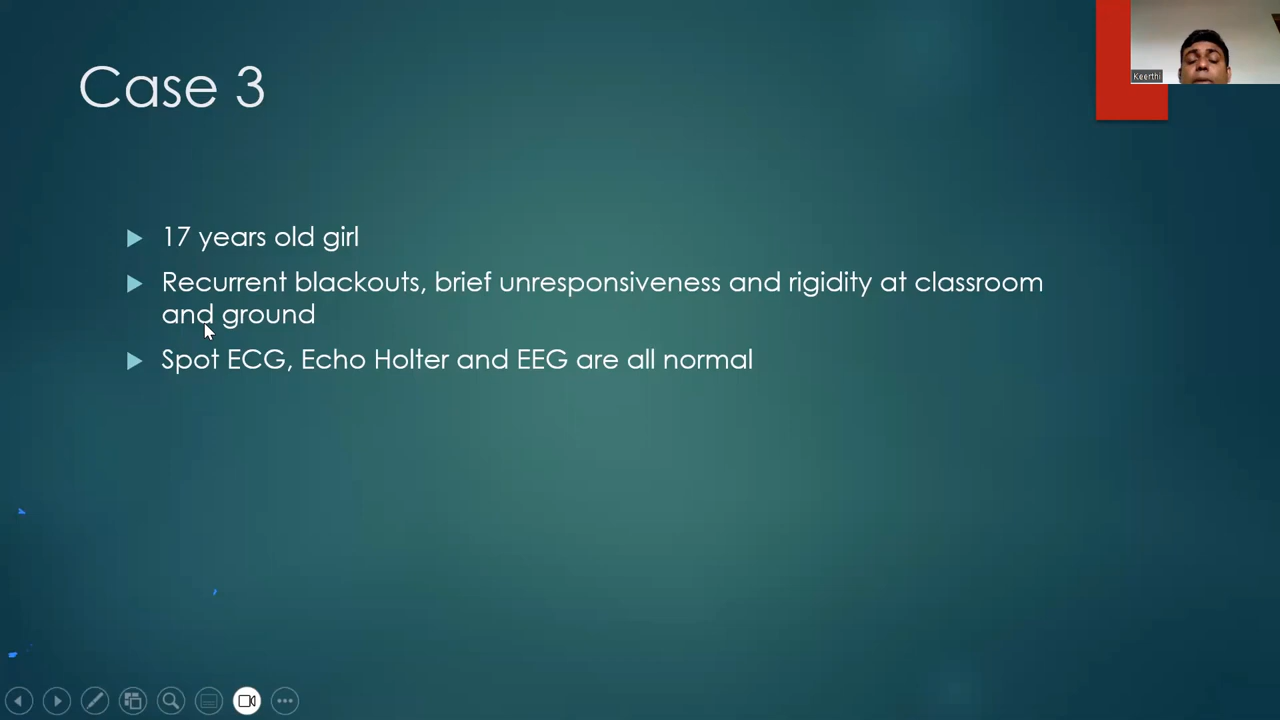 Case 3
Keerthi
17 years old girl
Recurrent blackouts, brief unresponsiveness and rigidity at classroom
and ground
Spot ECG, Echo Holter and EEG are all normal